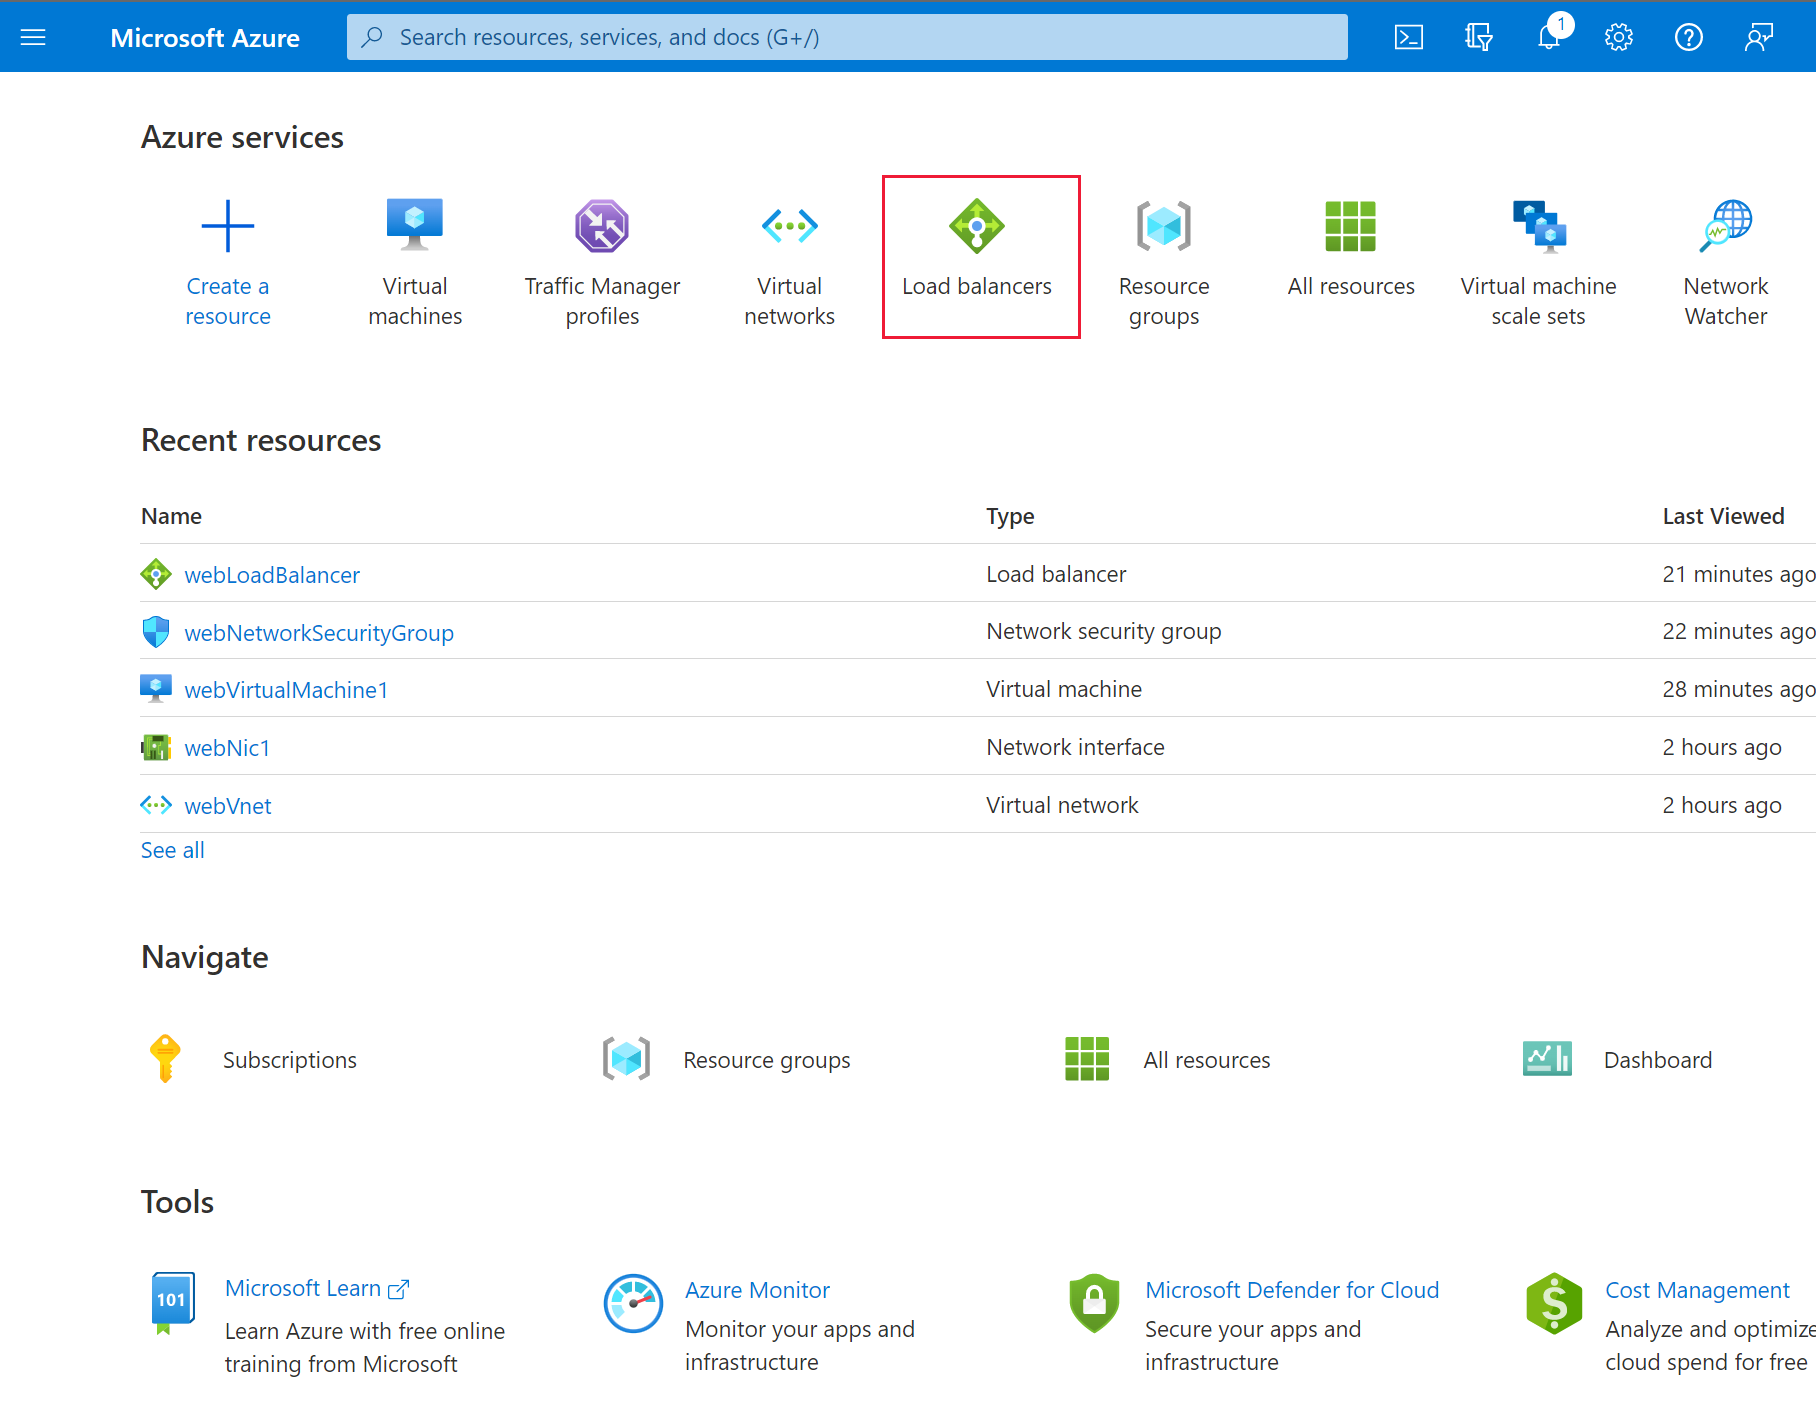 Microsoft Azure
Search resources, services, and docs (G+/)
1
Azure services
Create a
resource
Virtual
machines
Traffic Manager
profiles
Virtual
networks
Load balancers
Resource
groups
All resources
Virtual machine
scale sets
Network
Watcher
Recent resources
Name Type Last Viewed
webLoadBalancer Load balancer 21 minutes ago
webNetworkSecurityGroup Network security group 22 minutes ago
webVirtualMachine1 Virtual machine 28 minutes ago
webNic1 Network interface 2 hours ago
webVnet Virtual network 2 hours ago
See all
Navigate
Subscriptions Resource groups All resources Dashboard
Tools
101
Microsoft Learn
Learn Azure with free online
training from Microsoft
Azure Monitor
Monitor your apps and
infrastructure
Microsoft Defender for Cloud
Secure your apps and
infrastructure
Cost Management
Analyze and optimize
cloud spend for free